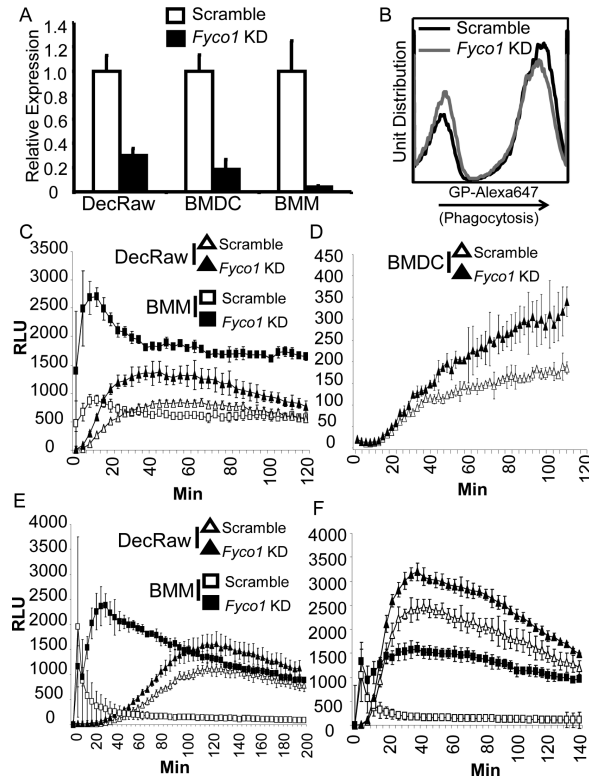 A
Scramble
Fyco1 KD
Relative Expression
1.4
1.2
1.0
0.8
0.6
0.4
0.2
0
DecRaw
BMDC
BMM
B
Scramble
Fyco1 KD
Unit Distribution
GP-Alexa647
(Phagocytosis)
C
DecRaw
Scramble
Fyco1 KD
BMM
Scramble
Fyco1 KD
RLU
3500
3000
2500
2000
1500
1000
500
0
0 20 40 60 80 100 120
Min
D
BMDC
Scramble
Fyco1 KD
450
400
350
300
250
200
150
100
50
0
0 20 40 60 80 100 120
Min
E
DecRaw
Scramble
Fyco1 KD
BMM
Scramble
Fyco1 KD
RLU
4000
3500
3000
2500
2000
1500
1000
500
0
0 20 40 60 80 100 120 140 160 180 200
Min
F
4000
3500
3000
2500
2000
1500
1000
500
0
0 20 40 60 80 100 120 140
Min